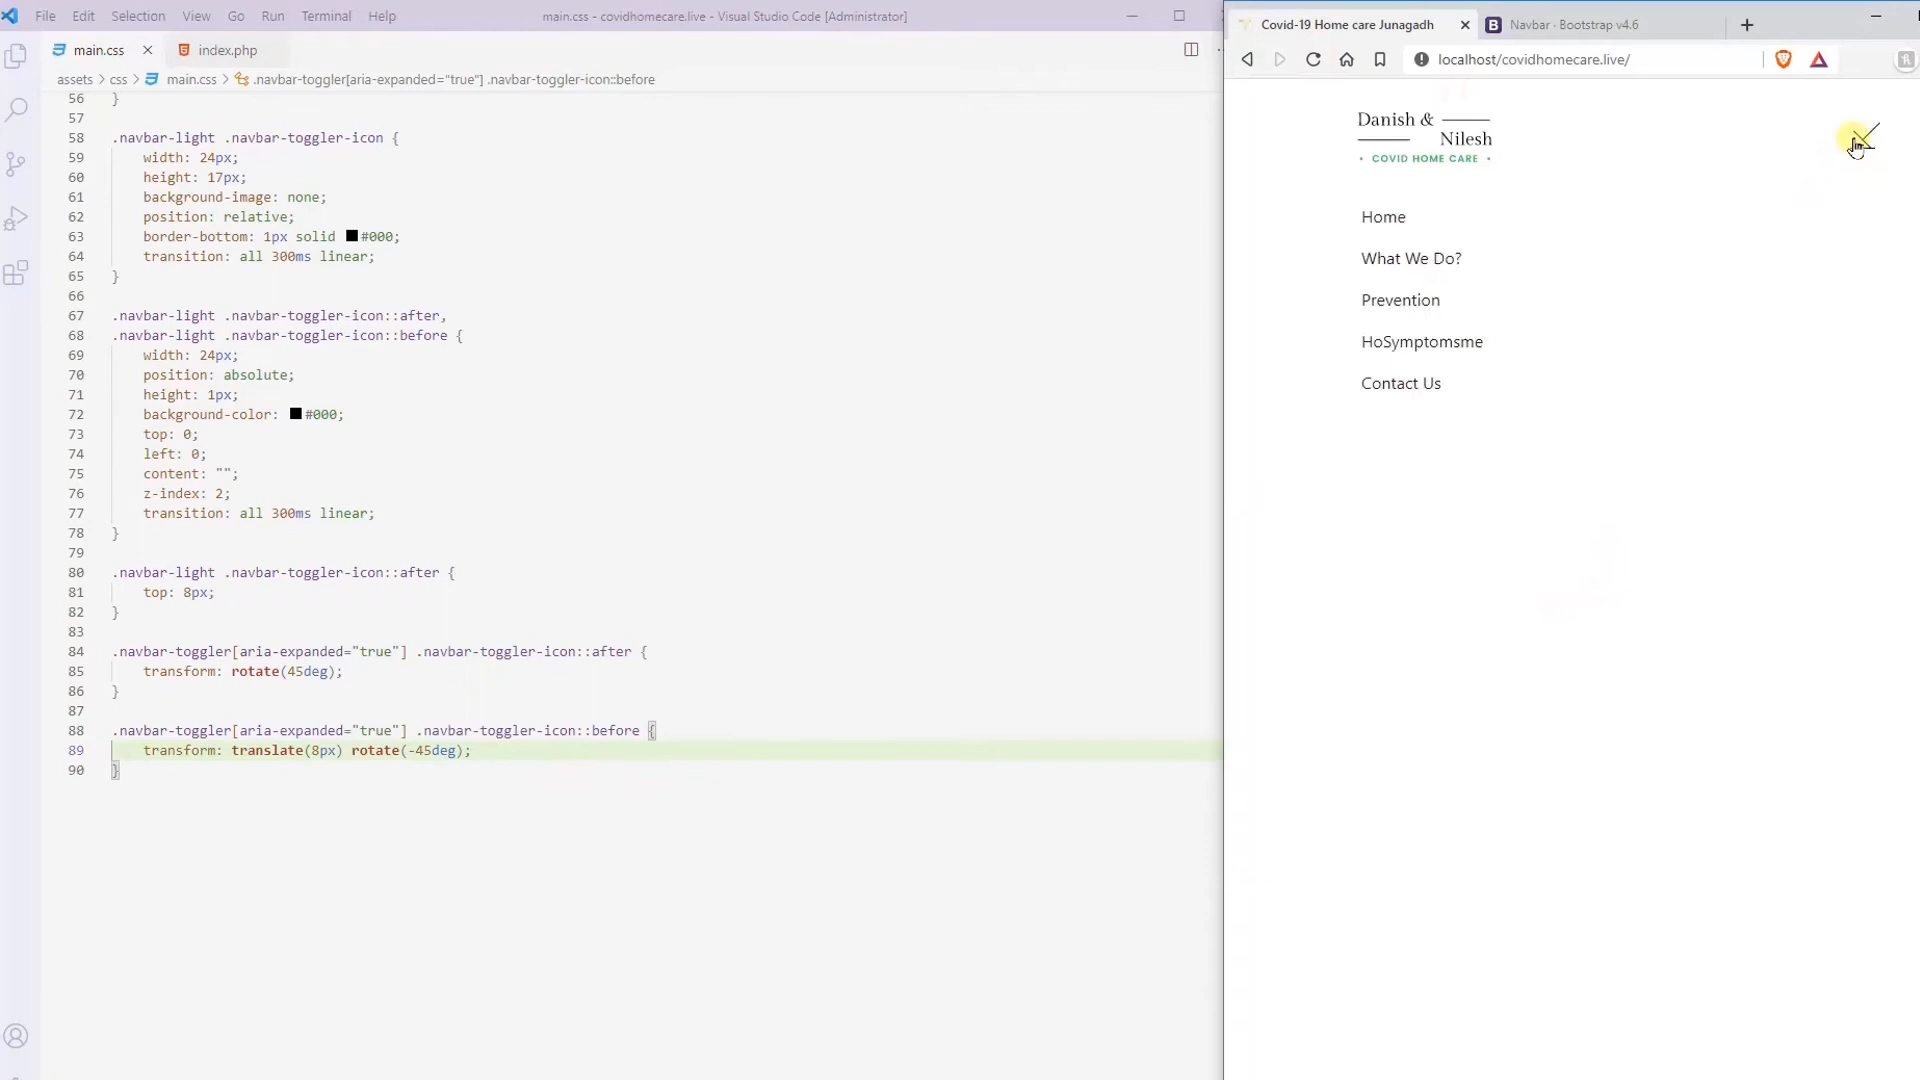 File Edit Selection View Go Run Terminal Help
main.css - covidhomecare.live - Visual Studio Code [Administrator]
main.css index.php
assets > css > main.css > .navbar-toggler[aria-expanded="true"] .navbar-toggler-icon::before
56 }
57
58 .navbar-light .navbar-toggler-icon {
59 width: 24px;
60 height: 17px;
61 background-image: none;
62 position: relative;
63 border-bottom: 1px solid #000;
64 transition: all 300ms linear;
65 }
66
67 .navbar-light .navbar-toggler-icon::after,
68 .navbar-light .navbar-toggler-icon::before {
69 width: 24px;
70 position: absolute;
71 height: 1px;
72 background-color: #000;
73 top: 0;
74 left: 0;
75 content: "";
76 z-index: 2;
77 transition: all 300ms linear;
78 }
79
80 .navbar-light .navbar-toggler-icon::after {
81 top: 8px;
82 }
83
84 .navbar-toggler[aria-expanded="true"] .navbar-toggler-icon::after {
85 transform: rotate(45deg);
86 }
87
88 .navbar-toggler[aria-expanded="true"] .navbar-toggler-icon::before {
89 transform: translate(8px) rotate(-45deg);
90 }
Covid-19 Home care Junagadh
B Navbar · Bootstrap v4.6
localhost/covidhomecare.live/
Danish &
Nilesh
• COVID HOME CARE •
Home
What We Do?
Prevention
HoSymptomsme
Contact Us